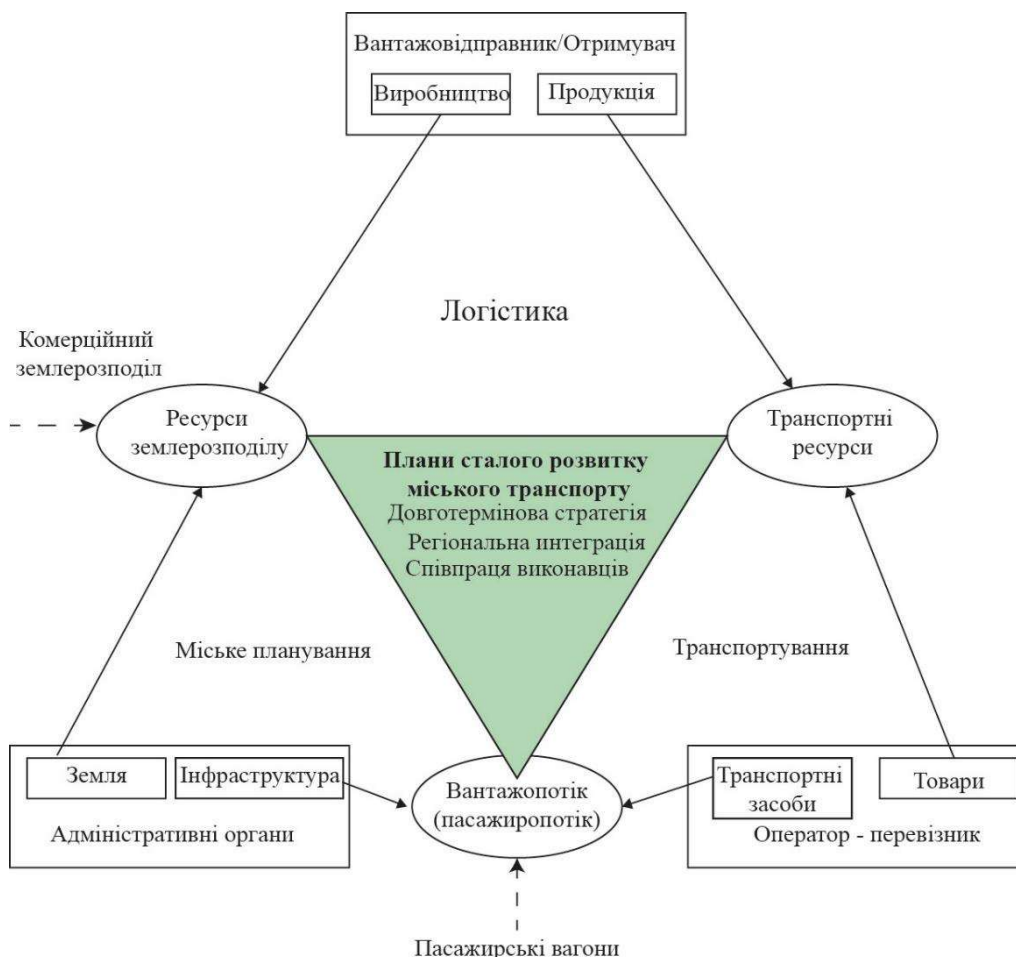 Вантажовідправник/Отримувач
Виробництво
Продукція
Логістика
Комерційний
землерозподіл
Ресурси
землерозподілу
Транспортні
ресурси
Плани сталого розвитку
міського транспорту
Довготермінова стратегія
Регіональна интеграція
Співпраця виконавців
Міське планування
Транспортування
Земля
Інфраструктура
Адміністративні органи
Вантажопотік
(пасажиропотік)
Транспортні
засоби
Товари
Оператор - перевізник
Пасажирські вагони